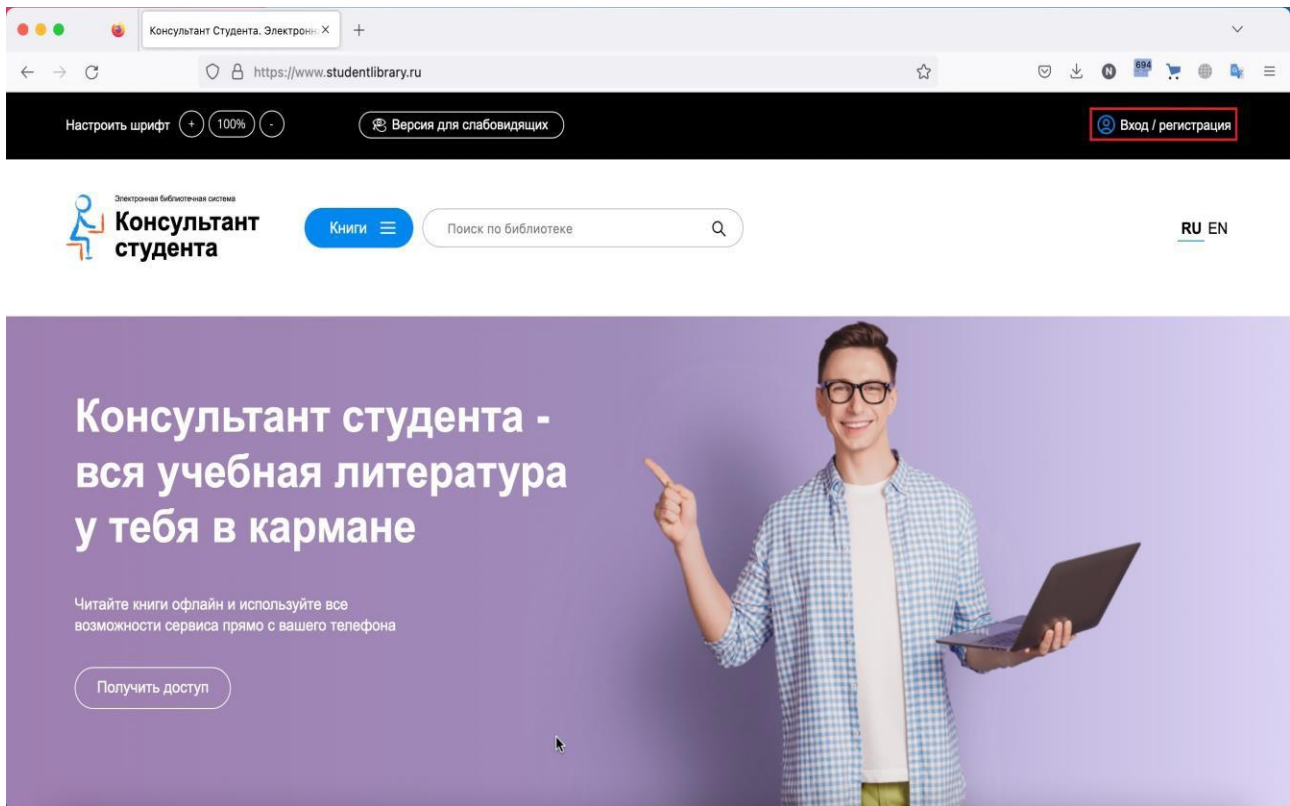 Консультант Студента. Электронн
https://www.studentlibrary.ru
694
N
Настроить шрифт + 100% -
Версия для слабовидящих
Вход / регистрация
Электронная библиотечная система
Консультант
студента
Книги
Поиск по библиотеке
RU EN
Консультант студента -
вся учебная литература
у тебя в кармане
Читайте книги офлайн и используйте все
возможности сервиса прямо с вашего телефона
Получить доступ